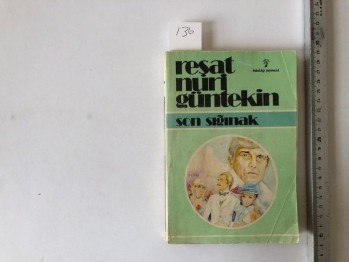 136
reşat
nuri
güntekin
son sığınak